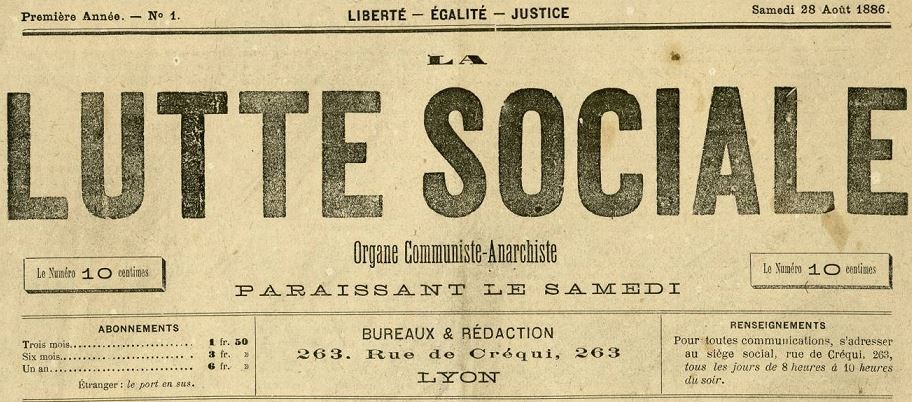 Première Année. — No 1.
LIBERTÉ — ÉGALITÉ — JUSTICE
Samedi 28 Août 1886.
LA
LUTTE SOCIALE
Organe Communiste-Anarchiste
Le Numéro 10 centimes
Le Numéro 10 centimes
PARAISSANT LE SAMEDI
ABONNEMENTS
Trois mois.......................... 1 fr. 50
Six mois............................. 3 fr. »
Un an................................. 6 fr. »
Étranger : le port en sus.
BUREAUX & RÉDACTION
263. Rue de Créqui, 263
LYON
RENSEIGNEMENTS
Pour toutes communications, s'adresser
au siège social, rue de Créqui, 263,
tous les jours de 8 heures à 10 heures
du soir.